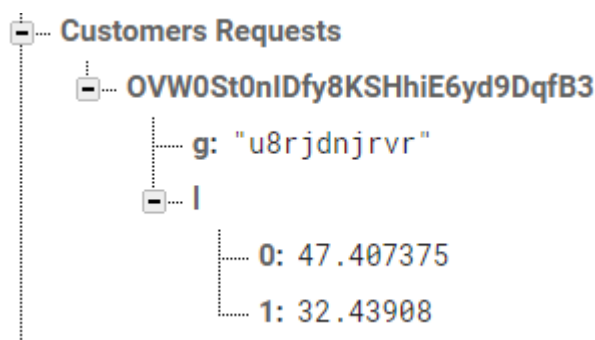 Customers Requests
OVW0St0nIDfy8KSHhiE6yd9DqfB3
g: "u8rjdnjrvr"
l
0: 47.407375
1: 32.43908